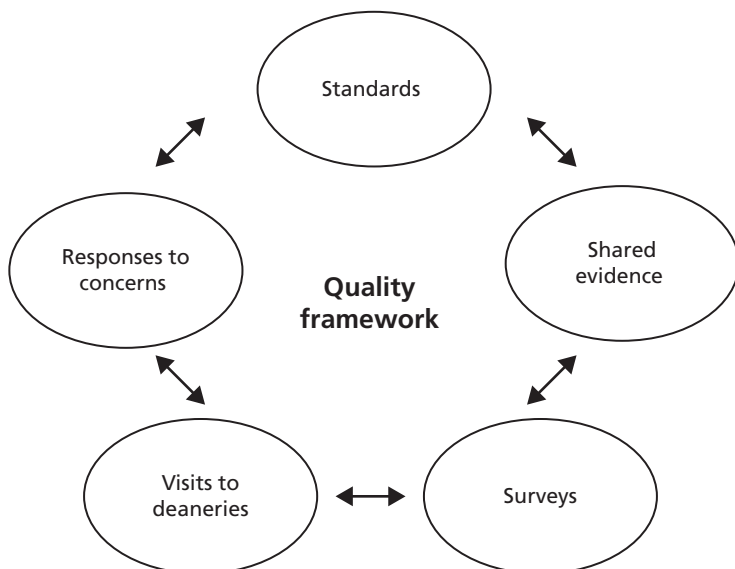 Standards
Responses to
concerns
Shared
evidence
Quality
framework
Visits to
deaneries
Surveys